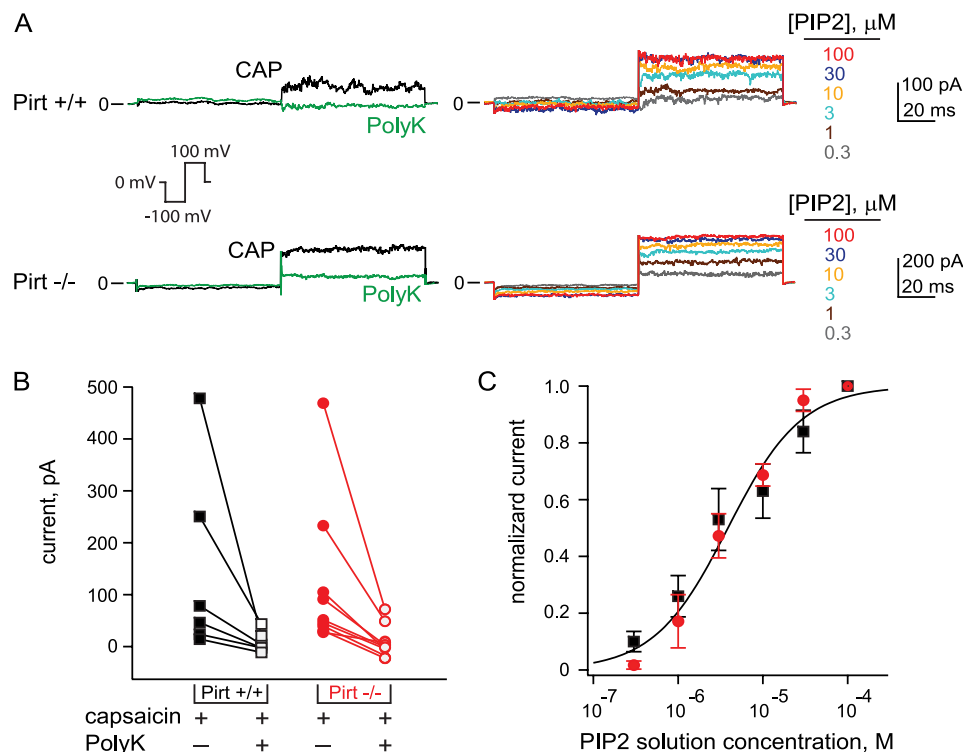 A
[PIP2], μM
CAP
Pirt +/+
0
PolyK
100
30
10
3
1
0.3
100 pA
20 ms
100 mV
0 mV
-100 mV
[PIP2], μM
CAP
Pirt -/-
0
PolyK
100
30
10
3
1
0.3
200 pA
20 ms
B
current, pA
500
400
300
200
100
0
Pirt +/+
Pirt -/-
capsaicin + + + +
PolyK — + — +
C
normalizard current
1.0
0.8
0.6
0.4
0.2
0
10⁻⁷ 10⁻⁶ 10⁻⁵ 10⁻⁴
PIP2 solution concentration, M